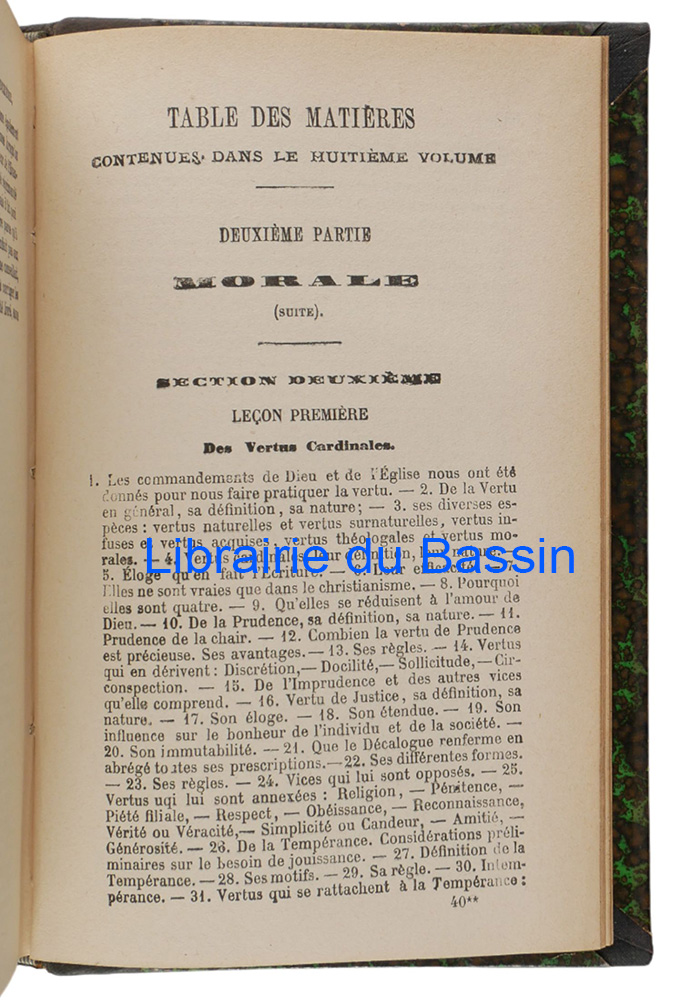 TABLE DES MATIÈRES
CONTENUES DANS LE HUITIÈME VOLUME
DEUXIÈME PARTIE
MORALE
(SUITE).
SECTION DEUXIÈME
LEÇON PREMIÈRE
Des Vertus Cardinales.
1. Les commandements de Dieu et de l'Église nous ont été
donnés pour nous faire pratiquer la vertu. — 2. De la Vertu
en général, sa définition, sa nature; — 3. ses diverses es-
pèces : vertus naturelles et vertus surnaturelles, vertus in-
fuses et vertus acquises, vertus théologales et vertus mo-
rales. — 4. Vertus cardinales, leur définition, leur nature. —
Librairie du Bassin
5. Éloge qu'en fait l'Écriture. — 7.
Elles ne sont vraies que dans le christianisme. — 8. Pourquoi
elles sont quatre. — 9. Qu'elles se réduisent à l'amour de
Dieu. — 10. De la Prudence, sa définition, sa nature. — 11.
Prudence de la chair. — 12. Combien la vertu de Prudence
est précieuse. Ses avantages. — 13. Ses règles. — 14. Vertus
qui en dérivent : Discrétion, — Docilité, — Sollicitude, — Cir-
conspection. — 15. De l'Imprudence et des autres vices
qu'elle comprend. — 16. Vertu de Justice, sa définition, sa
nature. — 17. Son éloge. — 18. Son étendue. — 19. Son
influence sur le bonheur de l'individu et de la société. —
20. Son immutabilité. — 21. Que le Décalogue renferme en
abrégé toutes ses prescriptions. — 22. Ses différentes formes.
— 23. Ses règles. — 24. Vices qui lui sont opposés. — 25.
Vertus uqi lui sont annexées : Religion, — Pénitence, —
Piété filiale, — Respect, — Obéissance, — Reconnaissance,
Vérité ou Véracité, — Simplicité ou Candeur, — Amitié, —
Générosité. — 26. De la Tempérance. Considérations préli-
minaires sur le besoin de jouissance. — 27. Définition de la
Tempérance. — 28. Ses motifs. — 29. Sa règle. — 30. Intem-
pérance. — 31. Vertus qui se rattachent à la Tempérance :
40**